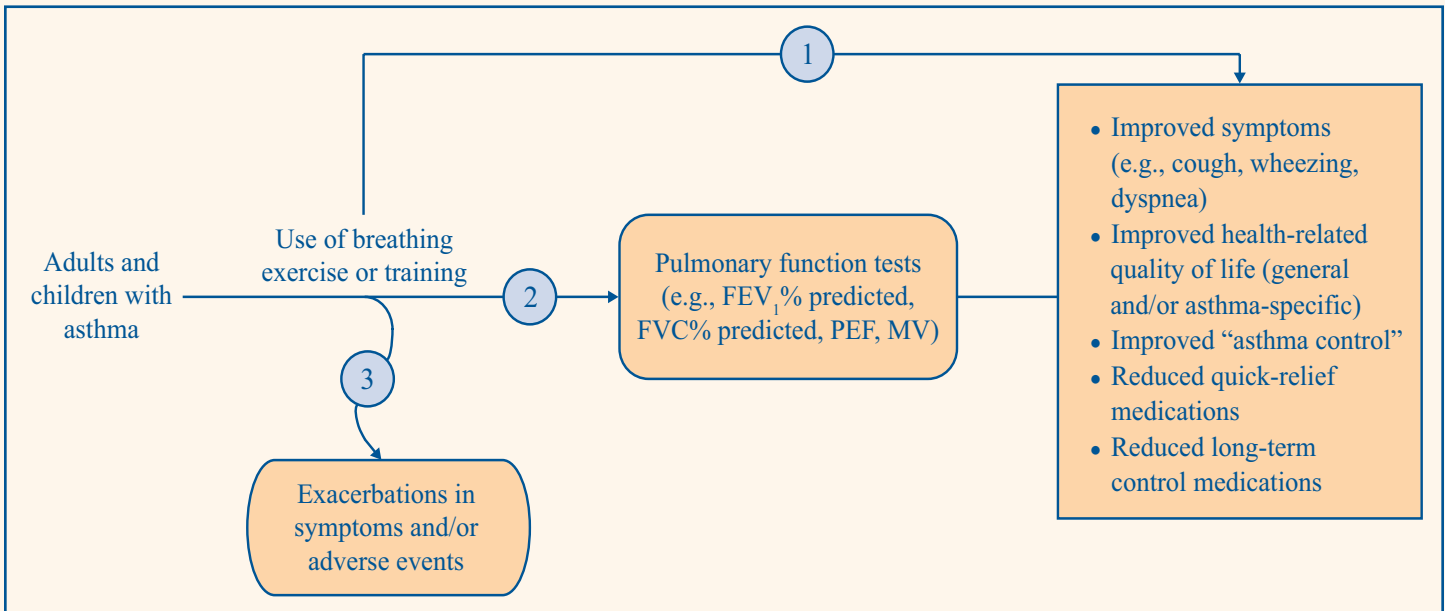 1
Adults and
children with
asthma
Use of breathing
exercise or training
2
3
Pulmonary function tests
(e.g., FEV₁% predicted,
FVC% predicted, PEF, MV)
Exacerbations in
symptoms and/or
adverse events
• Improved symptoms
(e.g., cough, wheezing,
dyspnea)
• Improved health-related
quality of life (general
and/or asthma-specific)
• Improved “asthma control”
• Reduced quick-relief
medications
• Reduced long-term
control medications